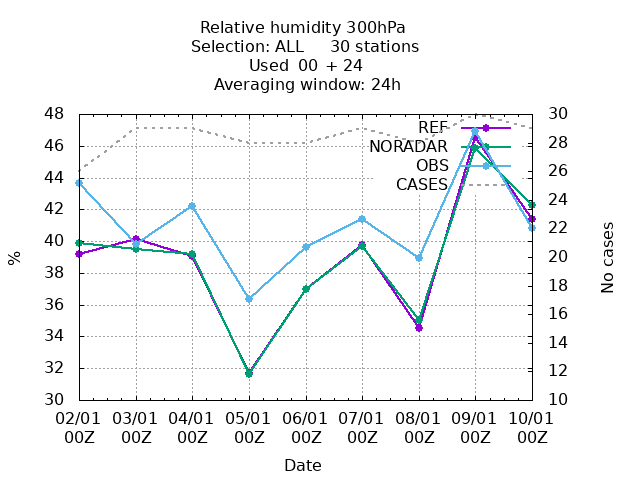 Relative humidity 300hPa
Selection: ALL 30 stations
Used 00 + 24
Averaging window: 24h
48 30
46 28
44 26
42 24
40 22
38 20
36 18
34 16
32 14
30 12
10
%
No cases
REF
NORADAR
OBS
CASES
02/01 03/01 04/01 05/01 06/01 07/01 08/01 09/01 10/01
00Z 00Z 00Z 00Z 00Z 00Z 00Z 00Z 00Z
Date